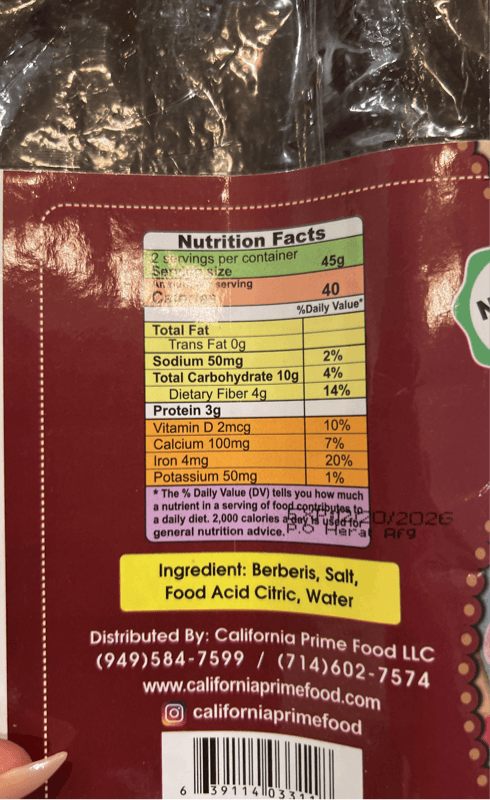 Nutrition Facts
2 servings per container
Serving size 45g
Amount serving
Calories 40
%Daily Value*
Total Fat
Trans Fat 0g
Sodium 50mg 2%
Total Carbohydrate 10g 4%
Dietary Fiber 4g 14%
Protein 3g
Vitamin D 2mcg 10%
Calcium 100mg 7%
Iron 4mg 20%
Potassium 50mg 1%
* The % Daily Value (DV) tells you how much
a nutrient in a serving of food contributes to
a daily diet. 2,000 calories a day is used for
general nutrition advice.
20/2026
P.O Herat Afg
Ingredient: Berberis, Salt,
Food Acid Citric, Water
Distributed By: California Prime Food LLC
(949)584-7599 / (714)602-7574
www.californiaprimefood.com
californiaprimefood
6 39114 0331
N